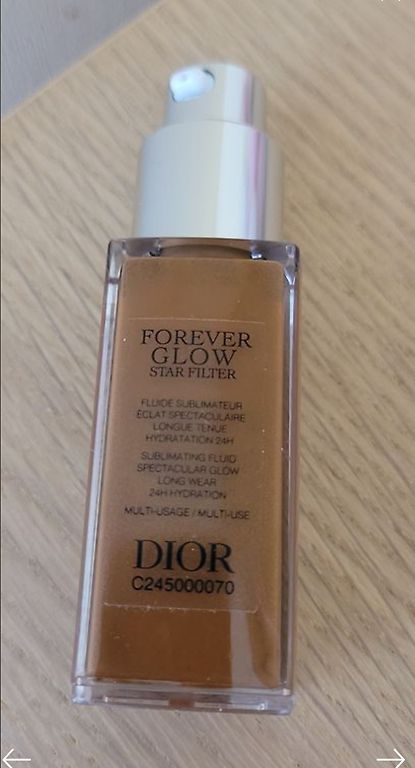 FOREVER
GLOW
STAR FILTER
FLUIDE SUBLIMATEUR
ÉCLAT SPECTACULAIRE
LONGUE TENUE
HYDRATATION 24H
SUBLIMATING FLUID
SPECTACULAR GLOW
LONG WEAR
24H HYDRATION
MULTI-USAGE / MULTI-USE
DIOR
C245000070